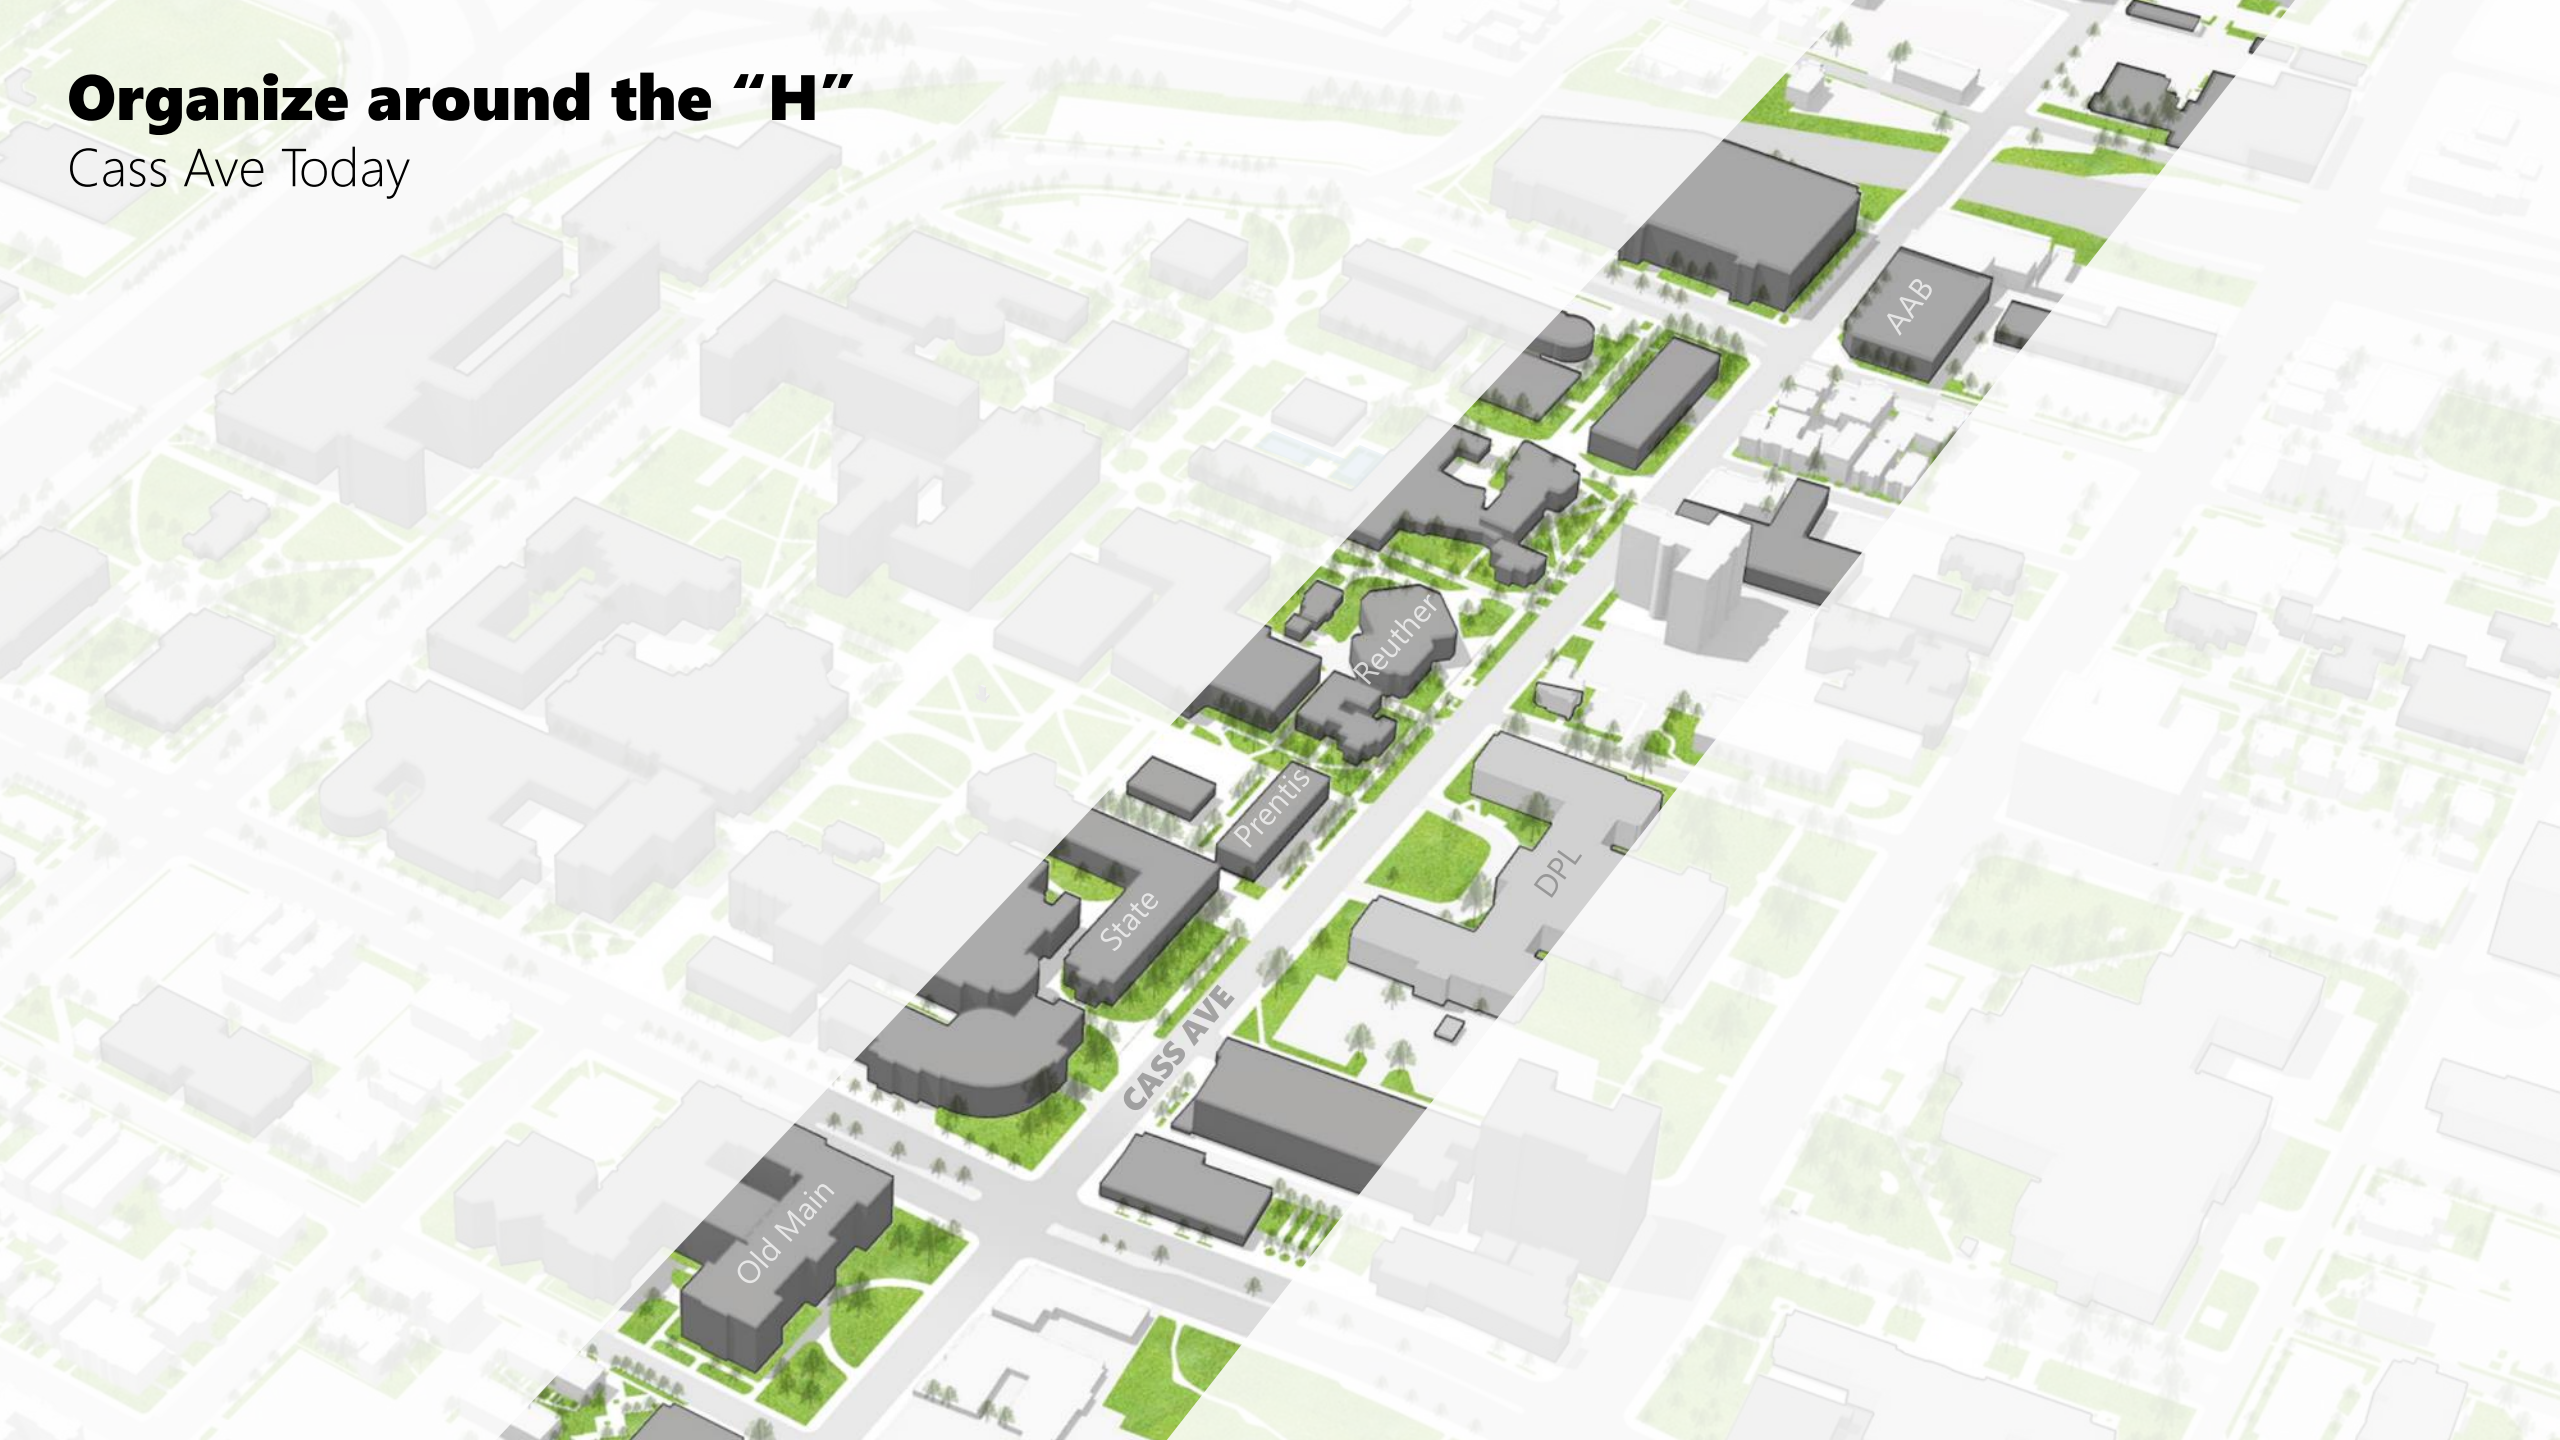 Organize around the “H”
Cass Ave Today
AAB
Reuther
Prentis
DPL
State
CASS AVE
Old Main